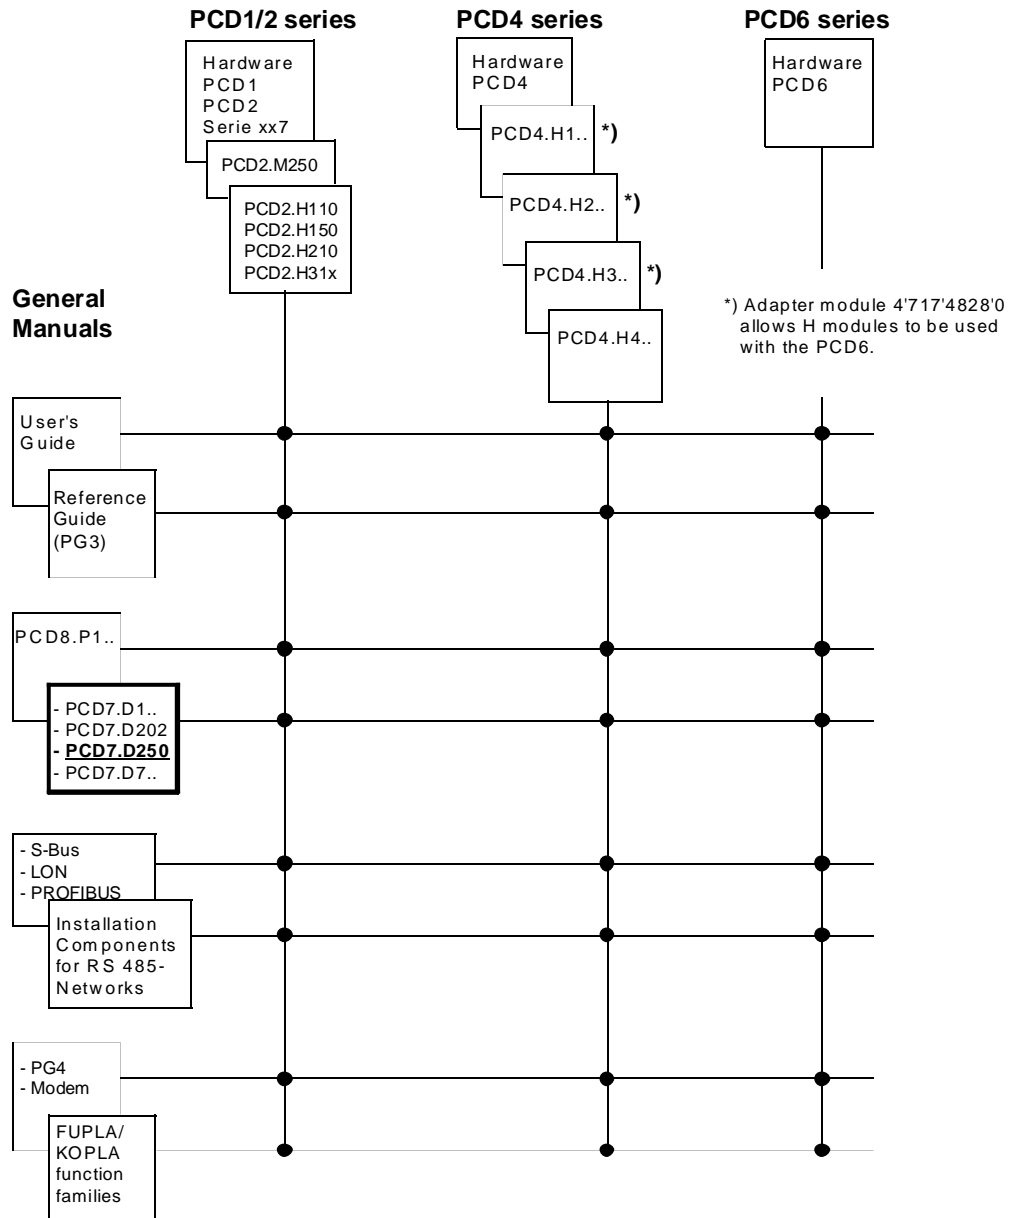 PCD1/2 series
PCD4 series
PCD6 series
Hardware
PCD1
PCD2
Serie xx7
PCD2.M250
PCD2.H110
PCD2.H150
PCD2.H210
PCD2.H31x
Hardware
PCD4
PCD4.H1.. *)
PCD4.H2.. *)
PCD4.H3.. *)
PCD4.H4..
Hardware
PCD6
*) Adapter module 4'717'4828'0
allows H modules to be used
with the PCD6.
General
Manuals
User's
Guide
Reference
Guide
(PG3)
PCD8.P1..
- PCD7.D1..
- PCD7.D202
- PCD7.D250
- PCD7.D7..
- S-Bus
- LON
- PROFIBUS
Installation
Components
for RS 485-
Networks
- PG4
- Modem
FUPLA/
KOPLA
function
families